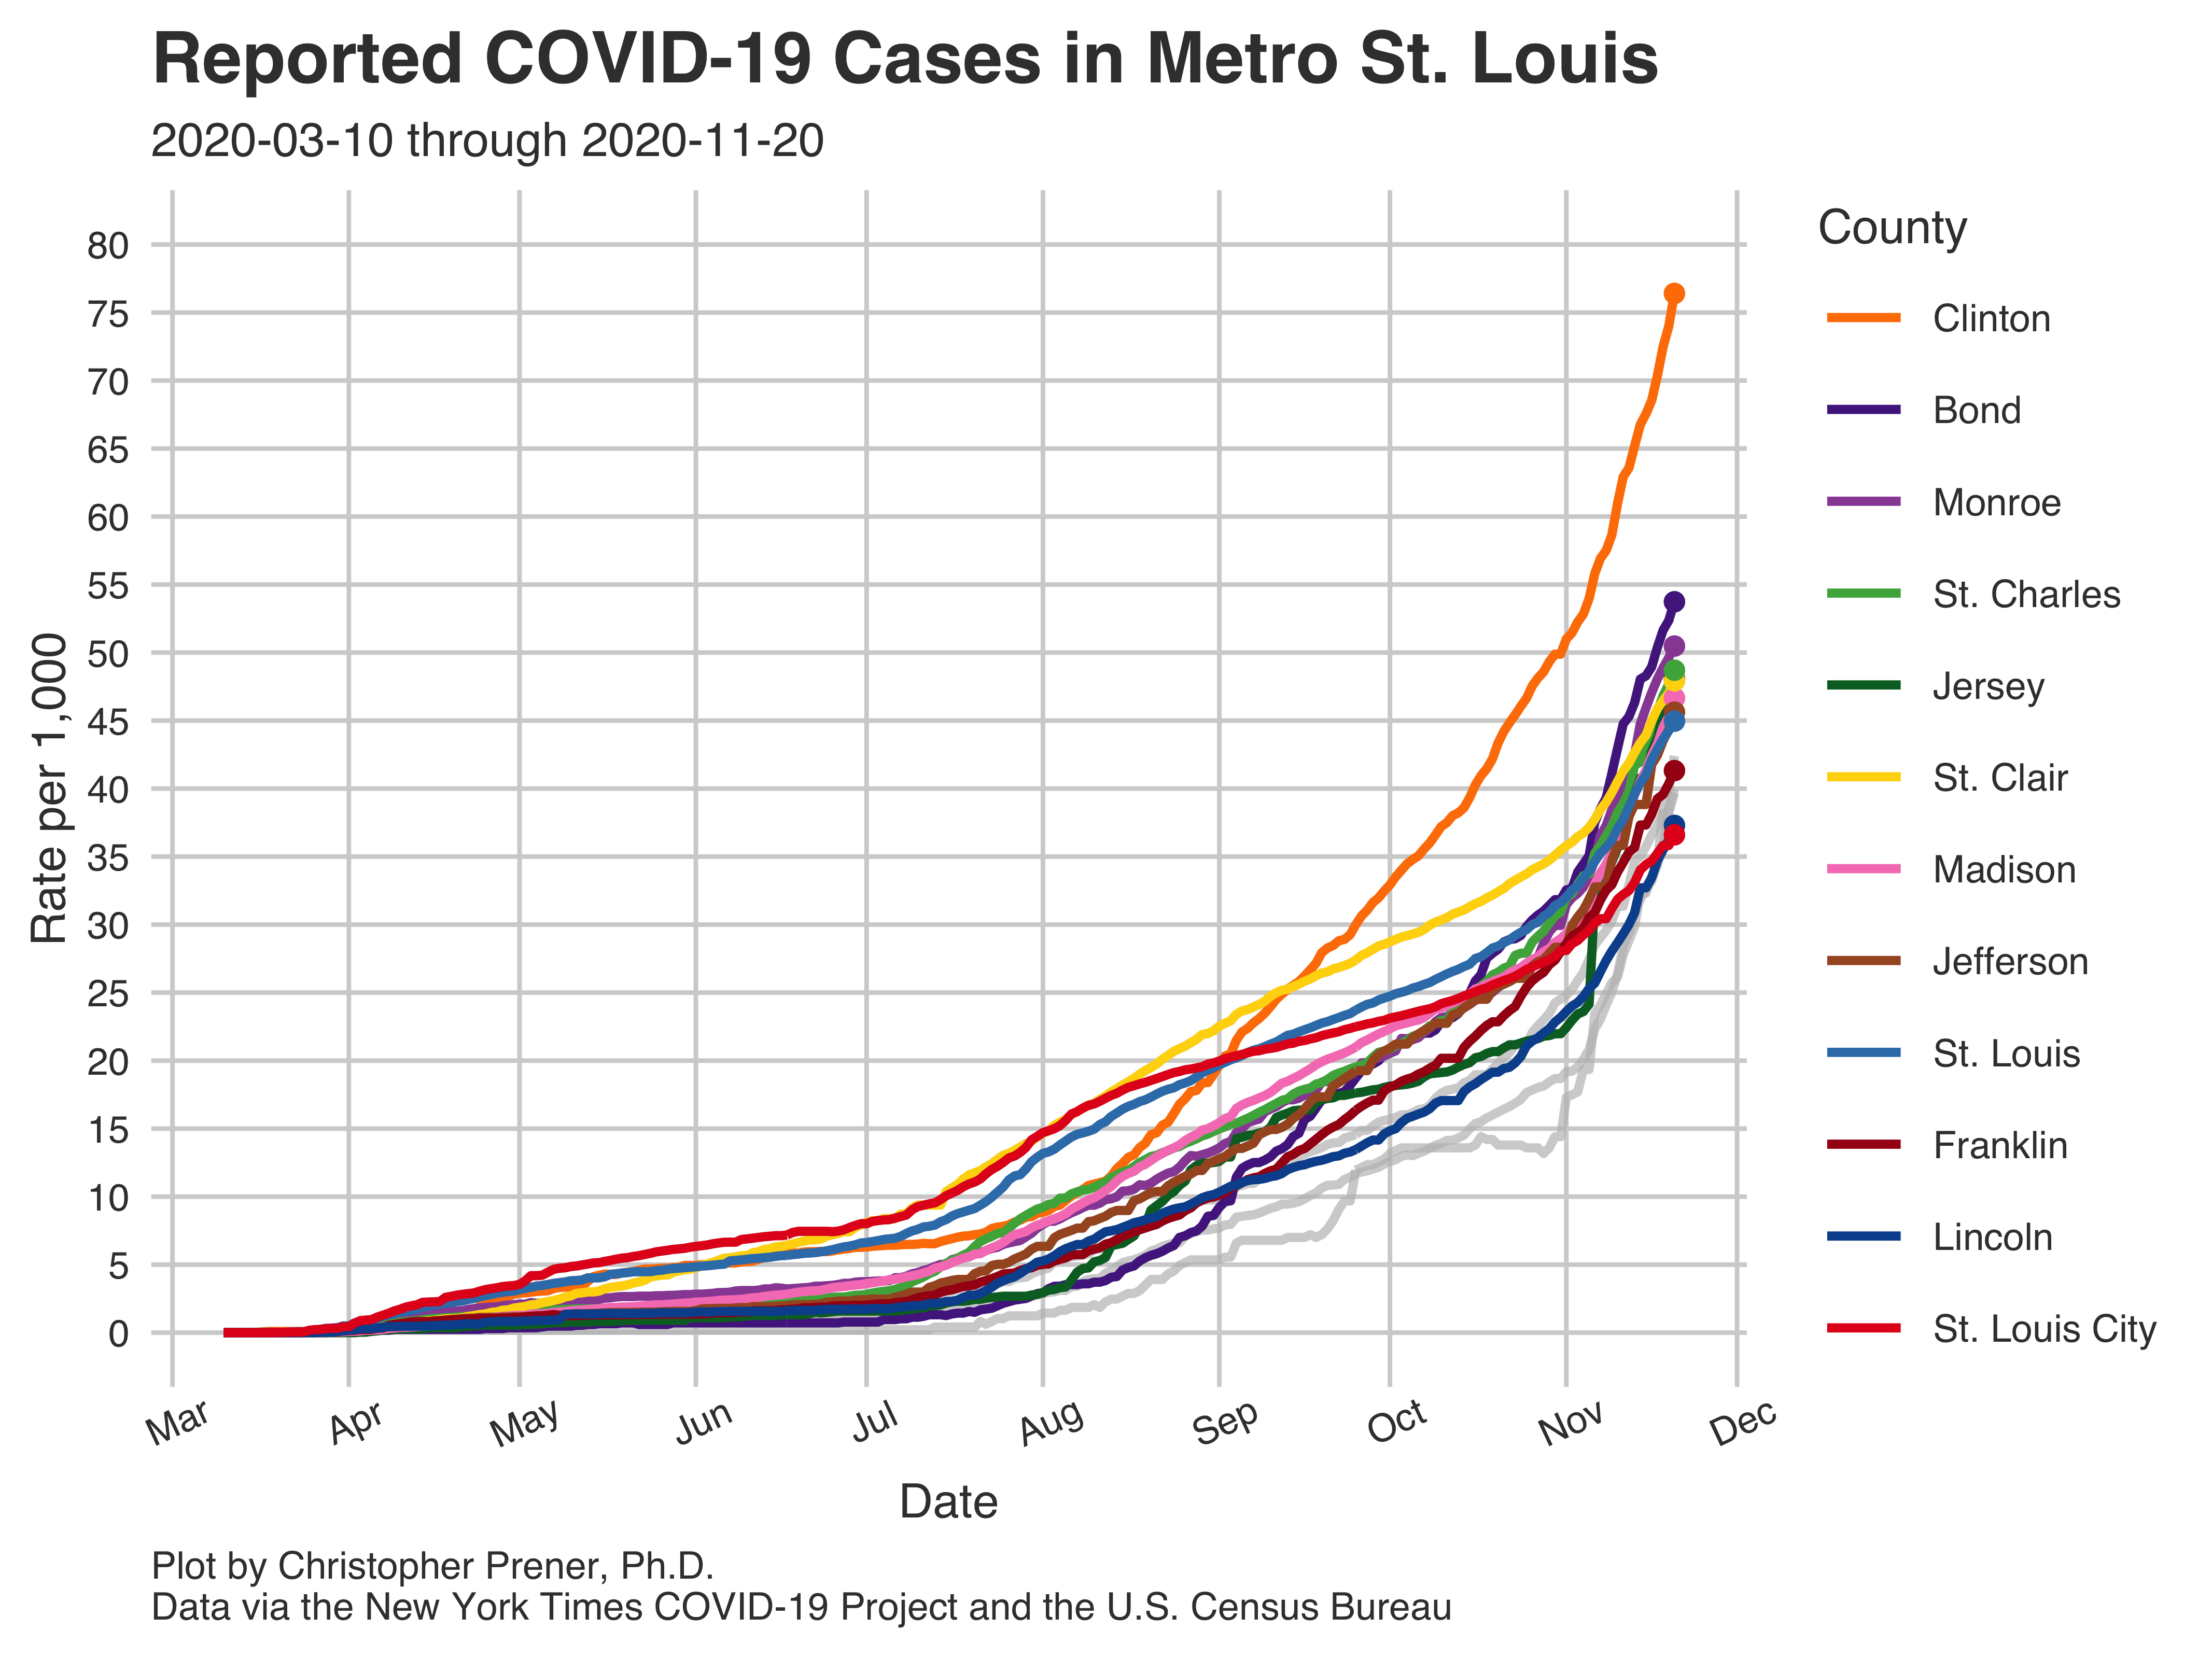 Reported COVID-19 Cases in Metro St. Louis
2020-03-10 through 2020-11-20
80
75
70
65
60
55
50
45
40
35
30
25
20
15
10
5
0
Rate per 1,000
Mar
Apr
May
Jun
Jul
Aug
Sep
Oct
Nov
Dec
Date
County
Clinton
Bond
Monroe
St. Charles
Jersey
St. Clair
Madison
Jefferson
St. Louis
Franklin
Lincoln
St. Louis City
Plot by Christopher Prener, Ph.D.
Data via the New York Times COVID-19 Project and the U.S. Census Bureau